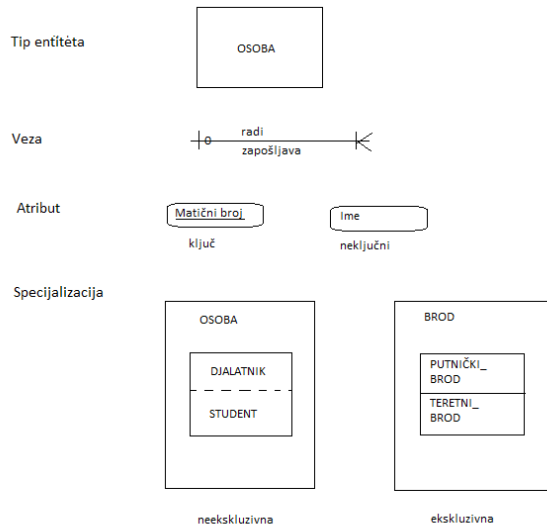 Tip entitèta
OSOBA
Veza
0
radi
zapošljava
Atribut
Matični broj
Ime
ključ
neključni
Specijalizacija
OSOBA
BROD
DJALATNIK
STUDENT
PUTNIČKI_
BROD
TERETNI_
BROD
neekskluzivna
ekskluzivna